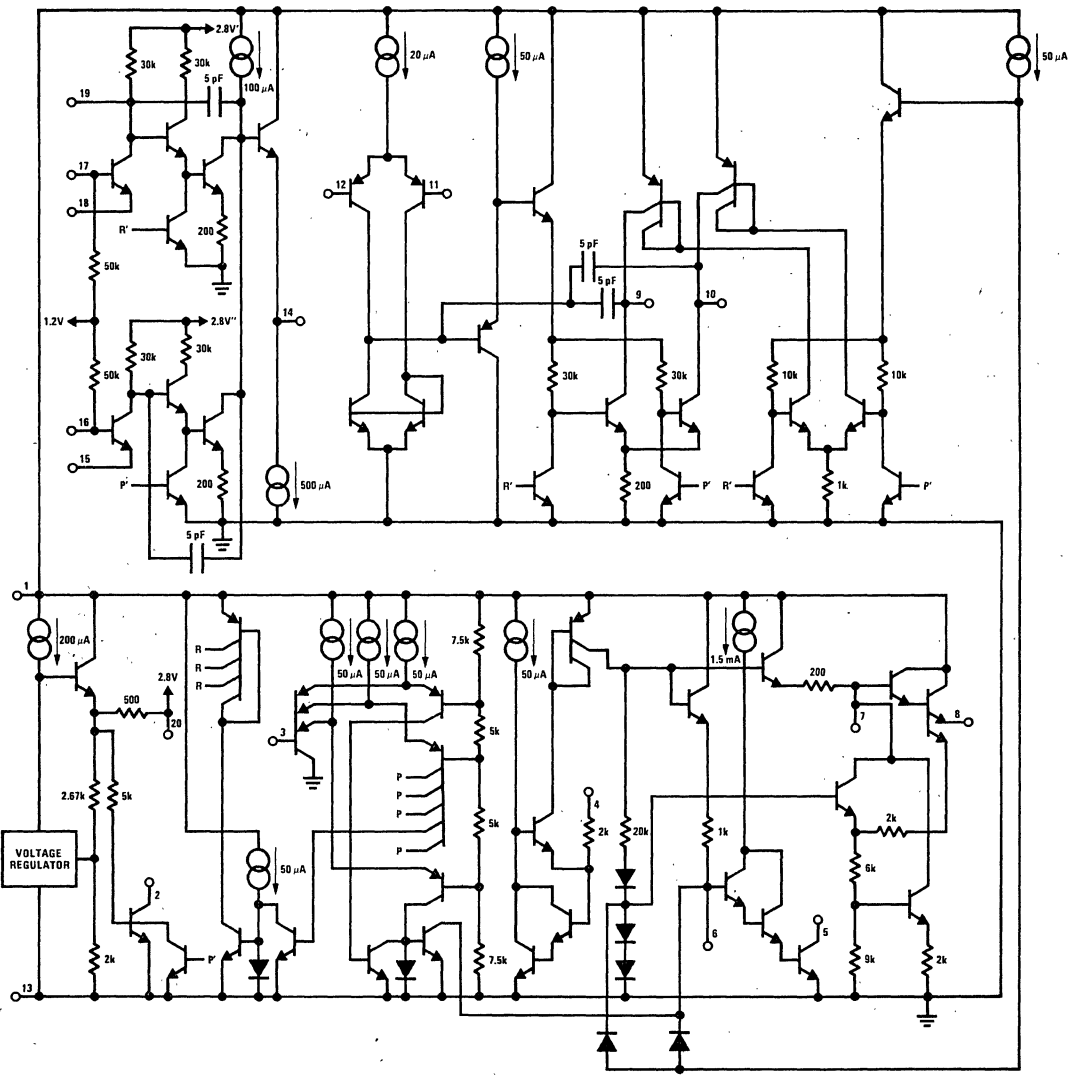 2.8V'
30k
30k
5 pF
100 μA
20 μA
50 μA
50 μA
19
17
18
R'
200
50k
12
11
5 pF
5 pF
9
10
1.2V
14
2.8V''
30k
30k
50k
30k
30k
10k
10k
16
15
P'
200
500 μA
R'
200
P'
R'
1k
P'
5 pF
1
200 μA
R
R
R
50 μA
50 μA
50 μA
7.5k
50 μA
1.5 mA
2.8V
500
20
200
7
8
3
5k
2.67k
5k
P
P
P
P
5k
4
2k
20k
1k
2k
VOLTAGE
REGULATOR
50 μA
6k
2
6
5
2k
P'
7.5k
9k
2k
13